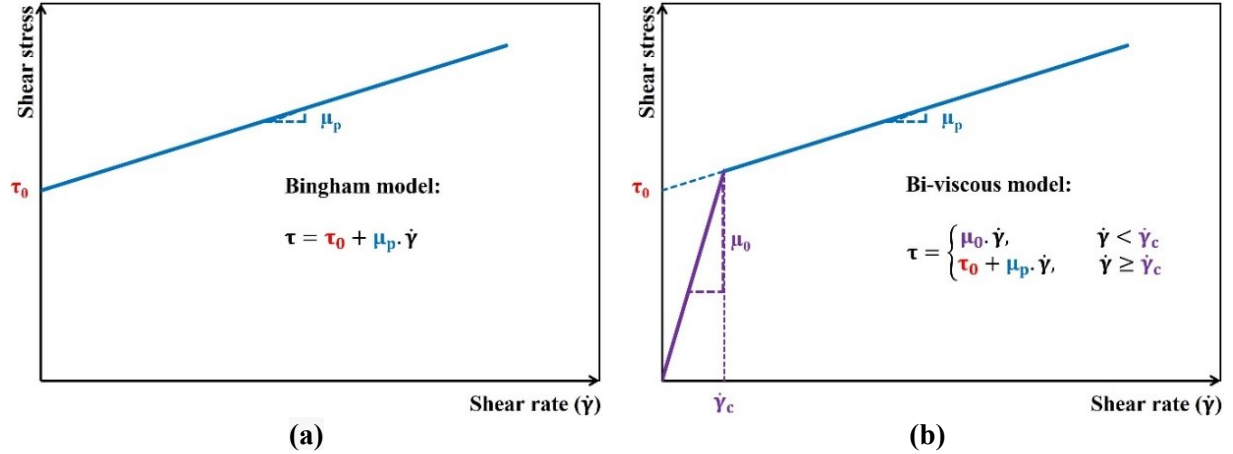 Shear stress
τ₀
μₚ
Bingham model:
τ = τ₀ + μₚ. γ̇
Shear rate (γ̇)
(a)
Shear stress
τ₀
μₚ
Bi-viscous model:
μ₀
τ = { μ₀. γ̇, γ̇ < γ̇c
τ₀ + μₚ. γ̇, γ̇ ≥ γ̇c
γ̇c
Shear rate (γ̇)
(b)